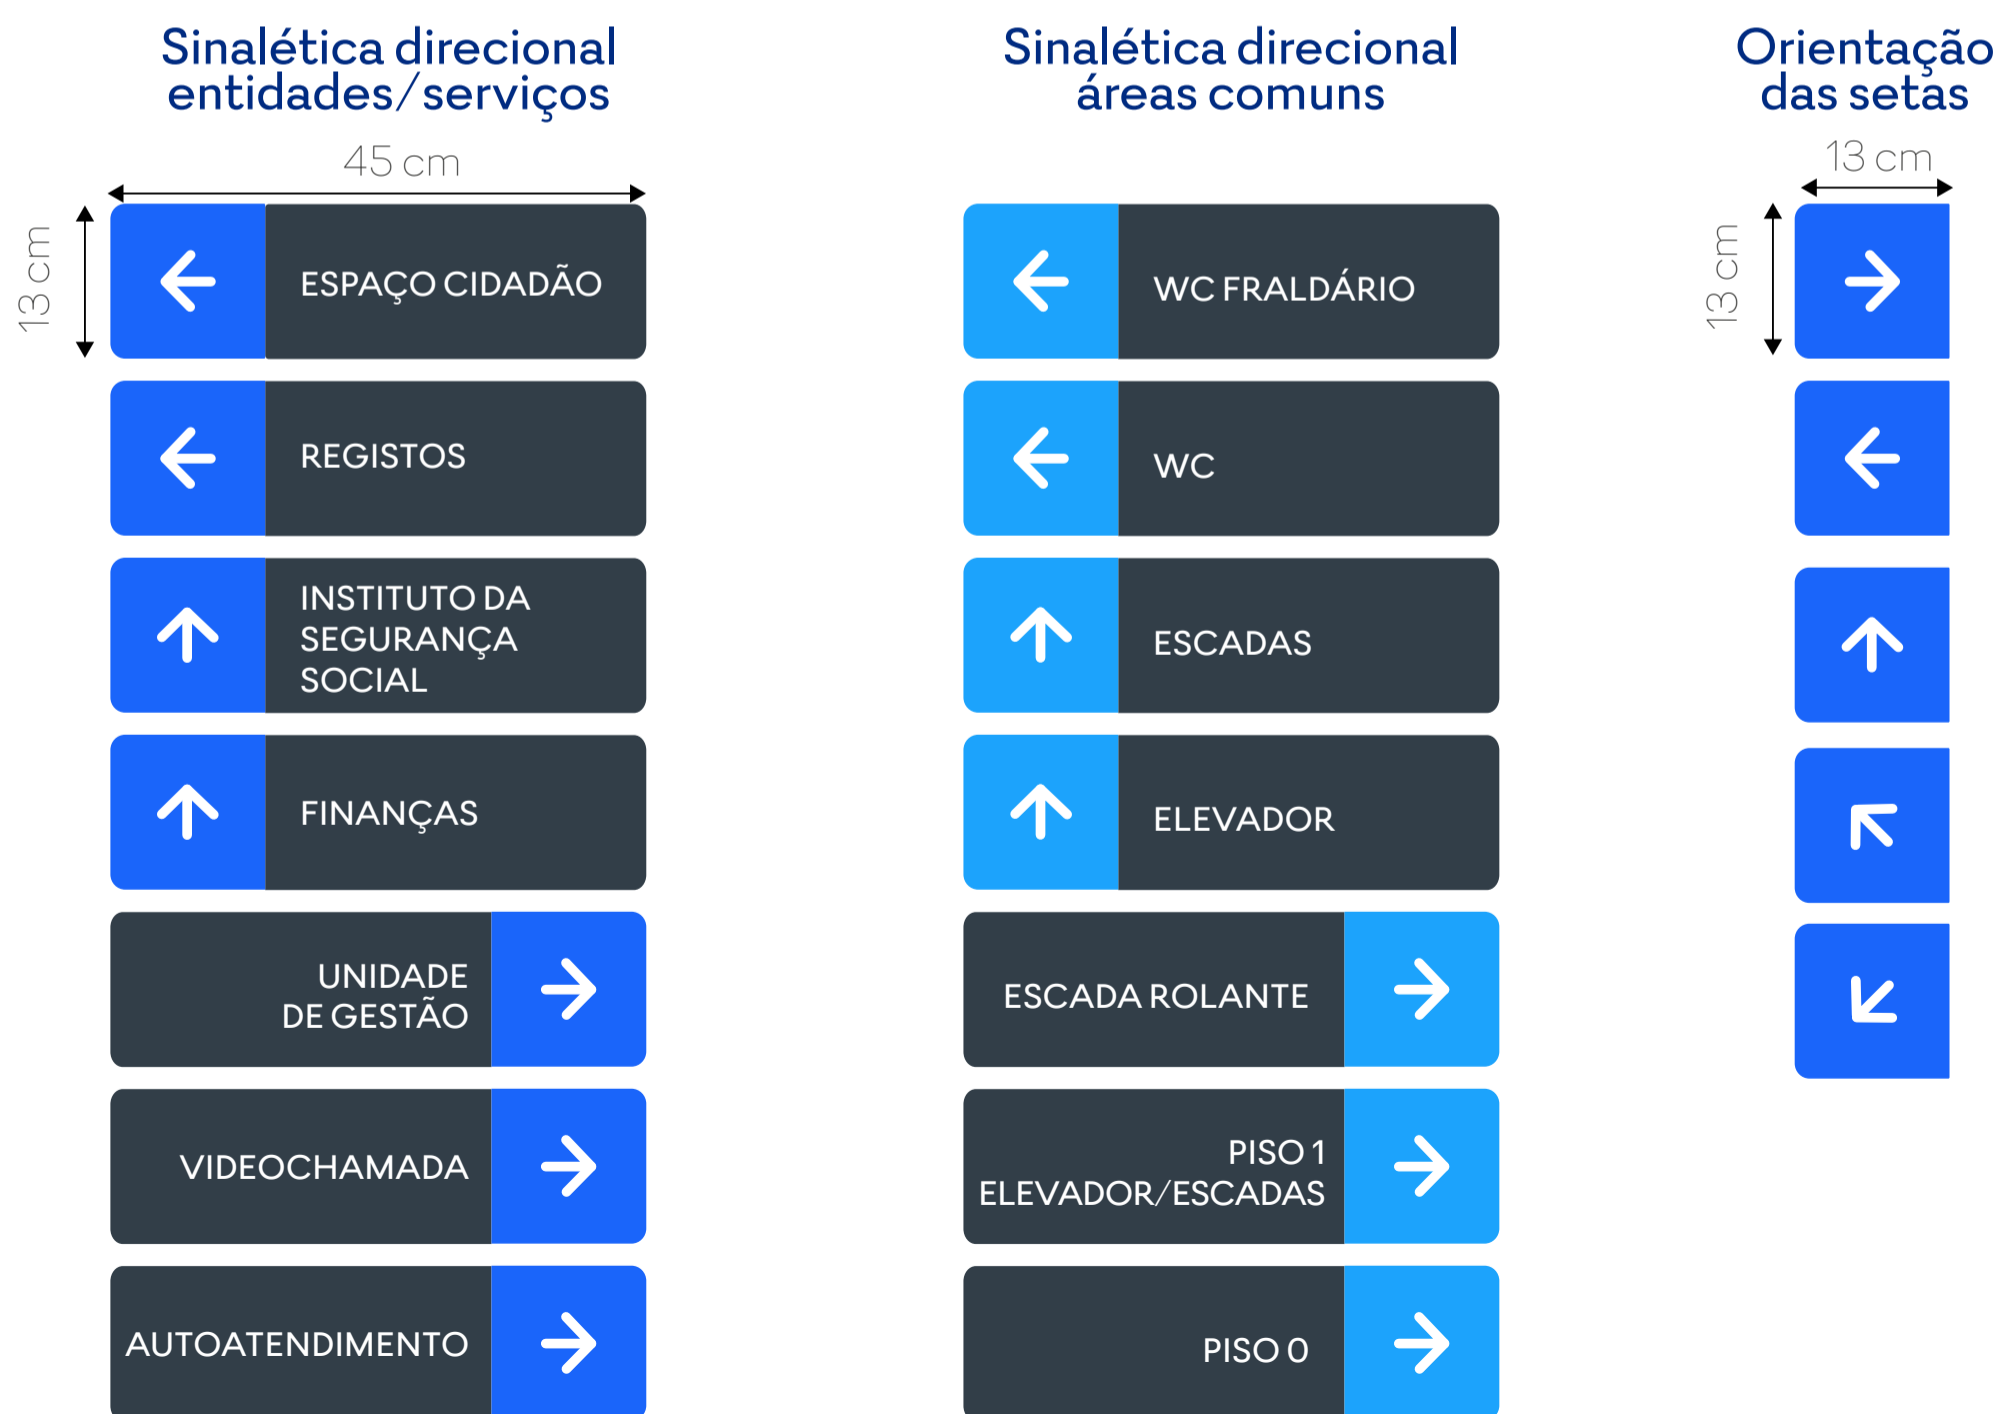 Sinalética direcional
entidades/serviços
45 cm
13 cm
ESPAÇO CIDADÃO
REGISTOS
INSTITUTO DA
SEGURANÇA
SOCIAL
FINANÇAS
UNIDADE
DE GESTÃO
VIDEOCHAMADA
AUTOATENDIMENTO
Sinalética direcional
áreas comuns
WC FRALDÁRIO
WC
ESCADAS
ELEVADOR
ESCADA ROLANTE
PISO 1
ELEVADOR/ESCADAS
PISO 0
Orientação
das setas
13 cm
13 cm